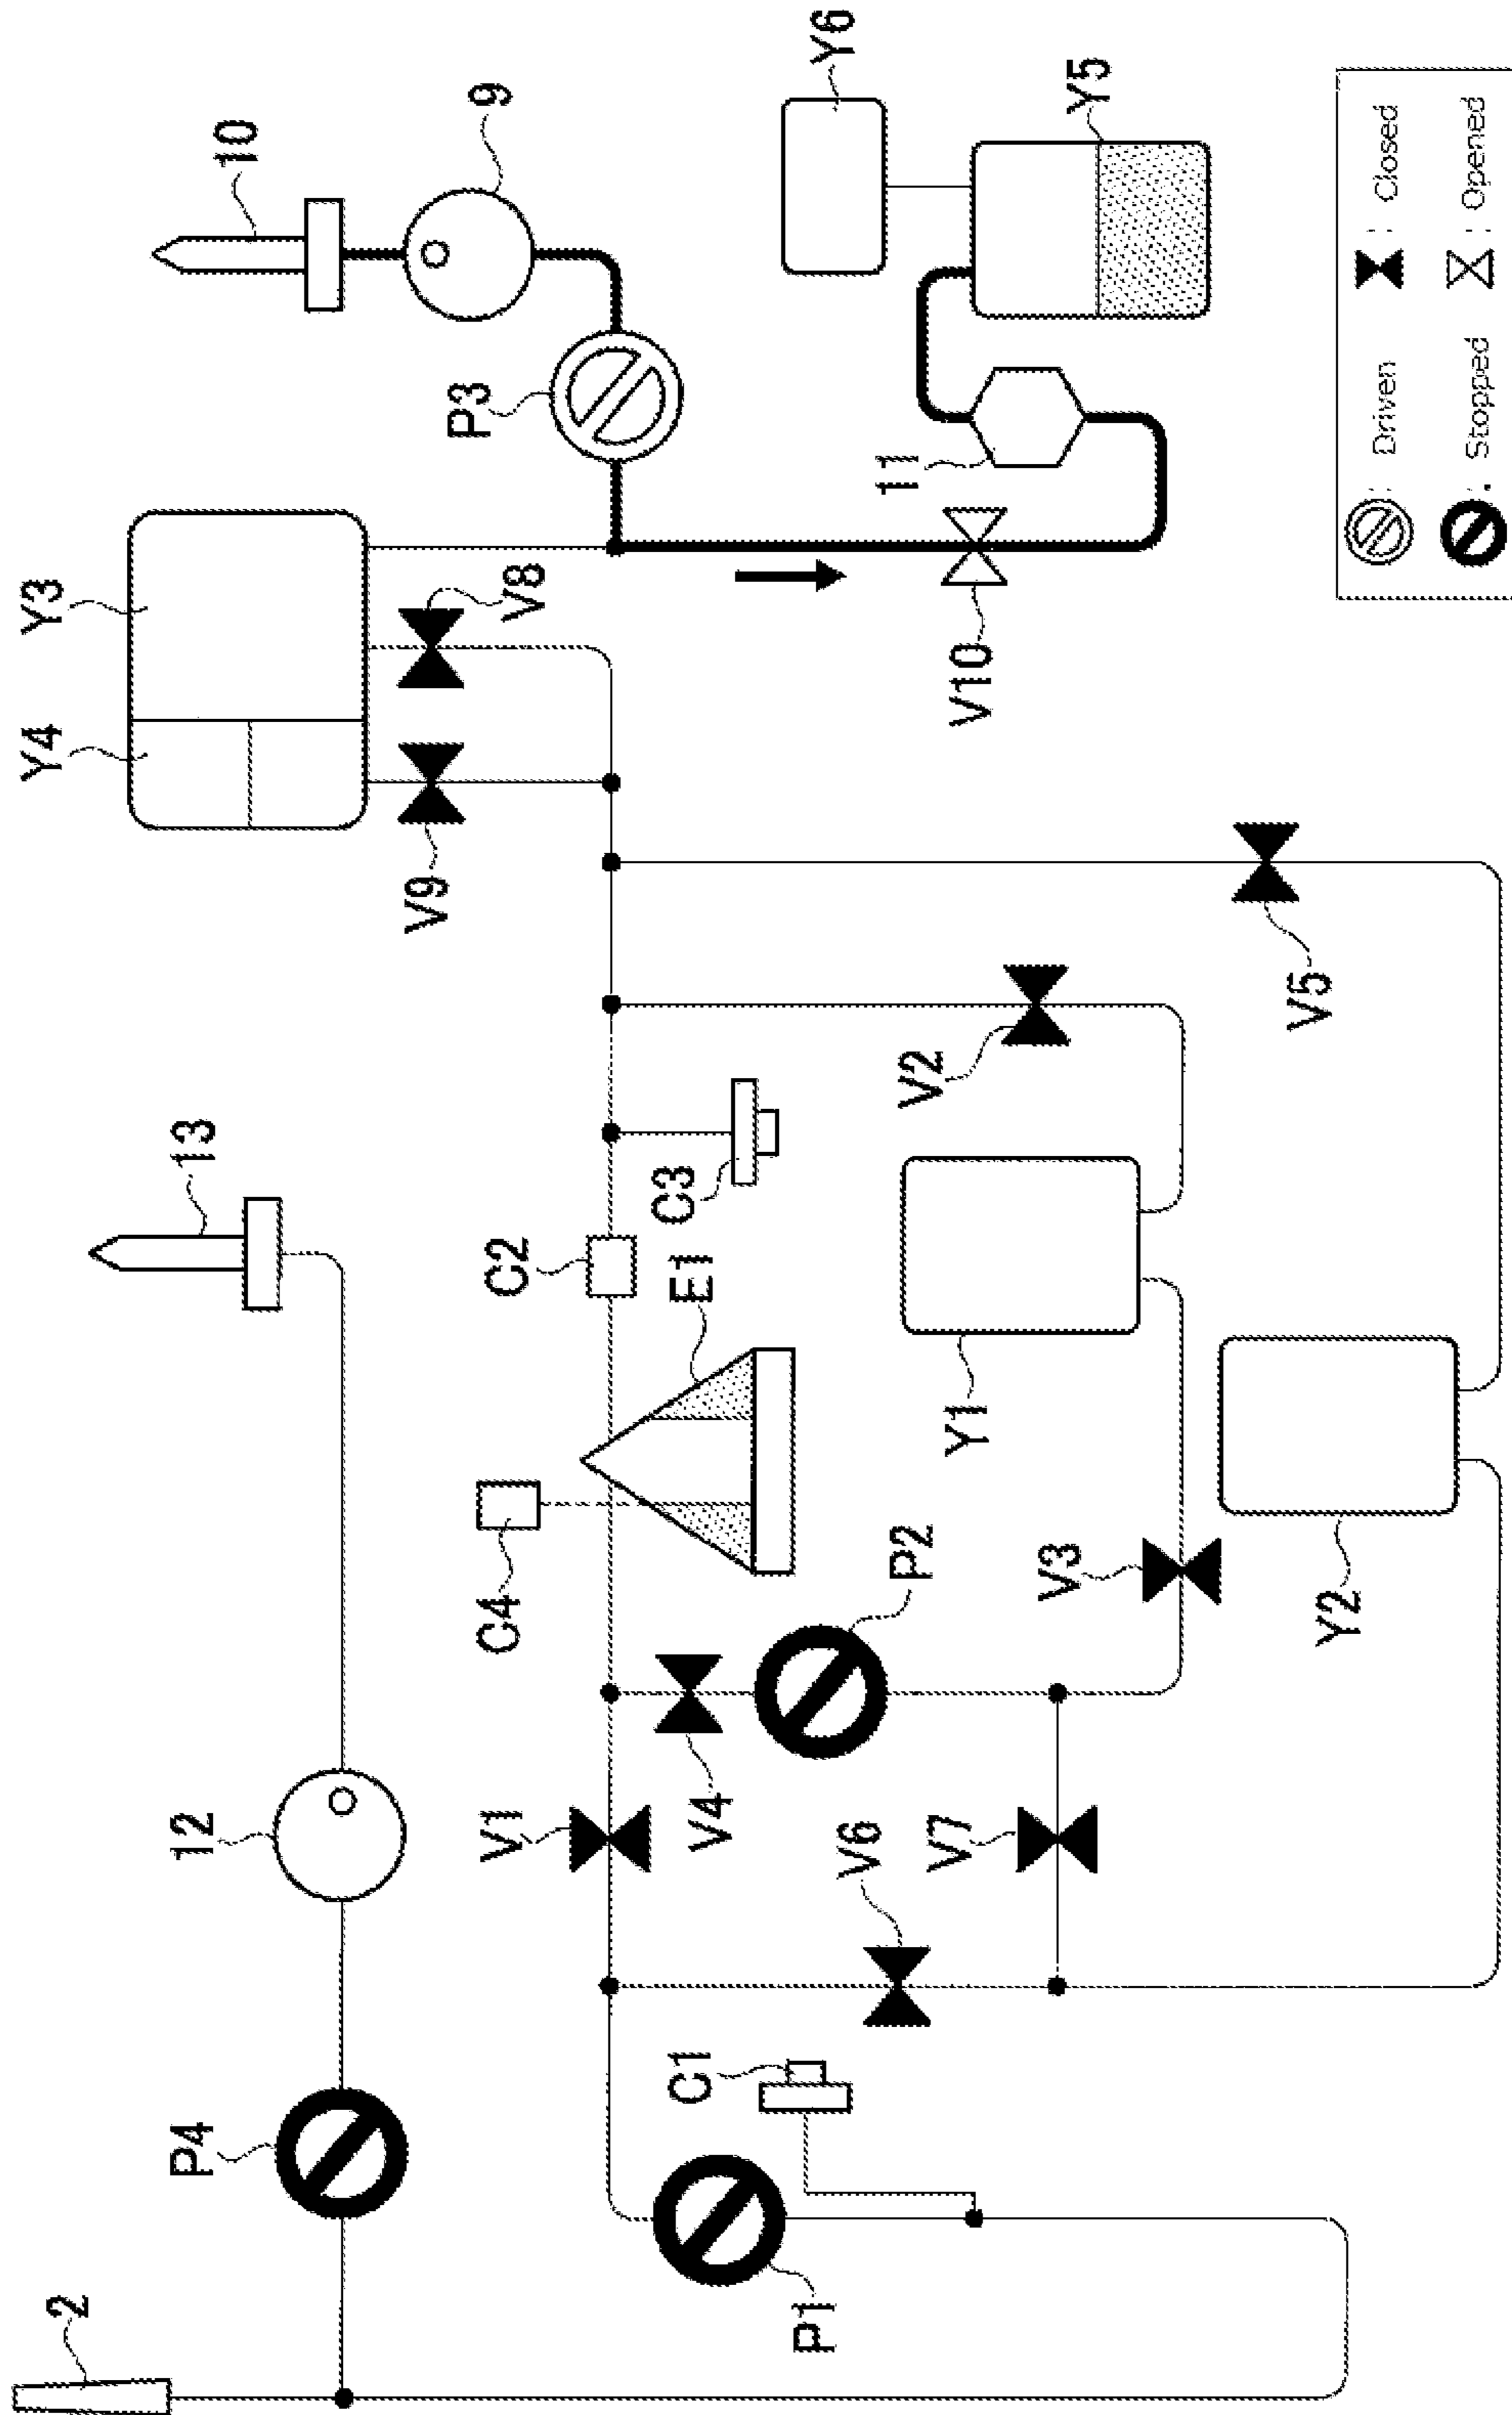 2
P4
12
13
Y4
Y3
10
9
P3
V8
V9
Y6
Y5
11
V10
C4
C2
E1
C3
V1
V4
P2
V2
V5
P1
C1
V6
V7
V3
Y1
Y2
: Driven
: Closed
: Stopped
: Opened